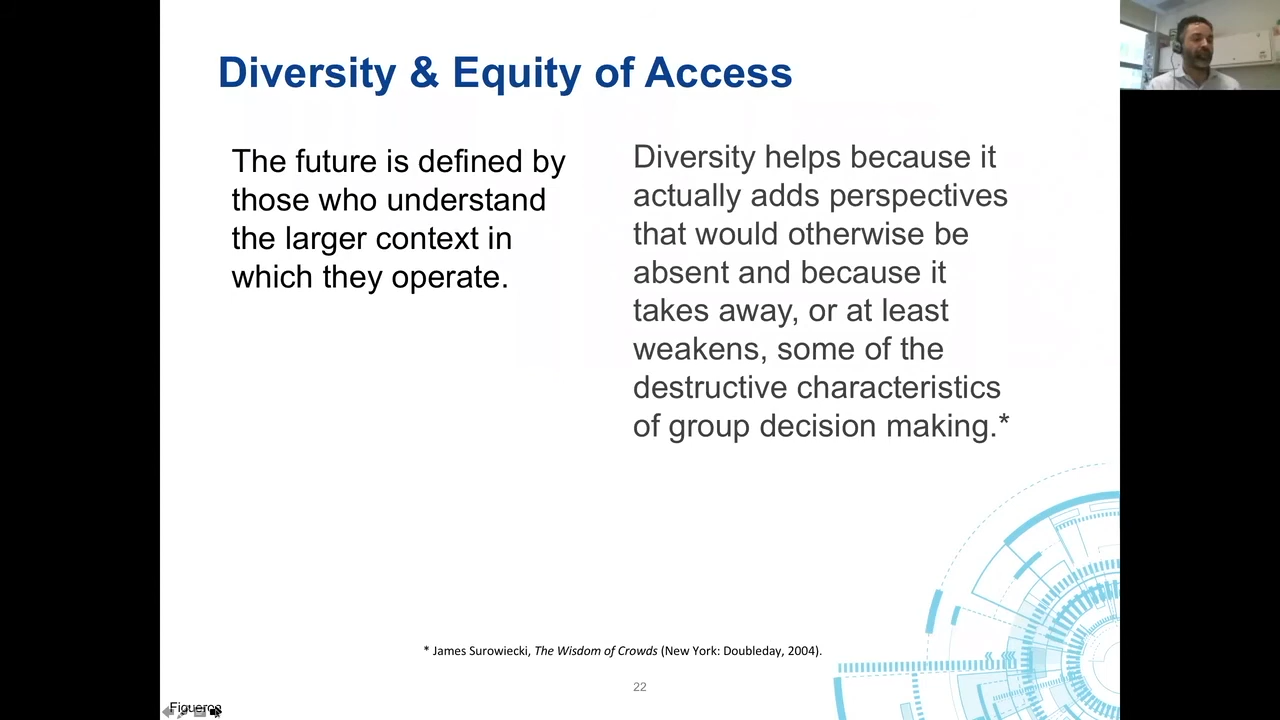 Diversity & Equity of Access
The future is defined by
those who understand
the larger context in
which they operate.
Diversity helps because it
actually adds perspectives
that would otherwise be
absent and because it
takes away, or at least
weakens, some of the
destructive characteristics
of group decision making.*
* James Surowiecki, The Wisdom of Crowds (New York: Doubleday, 2004).
22
Figueroa